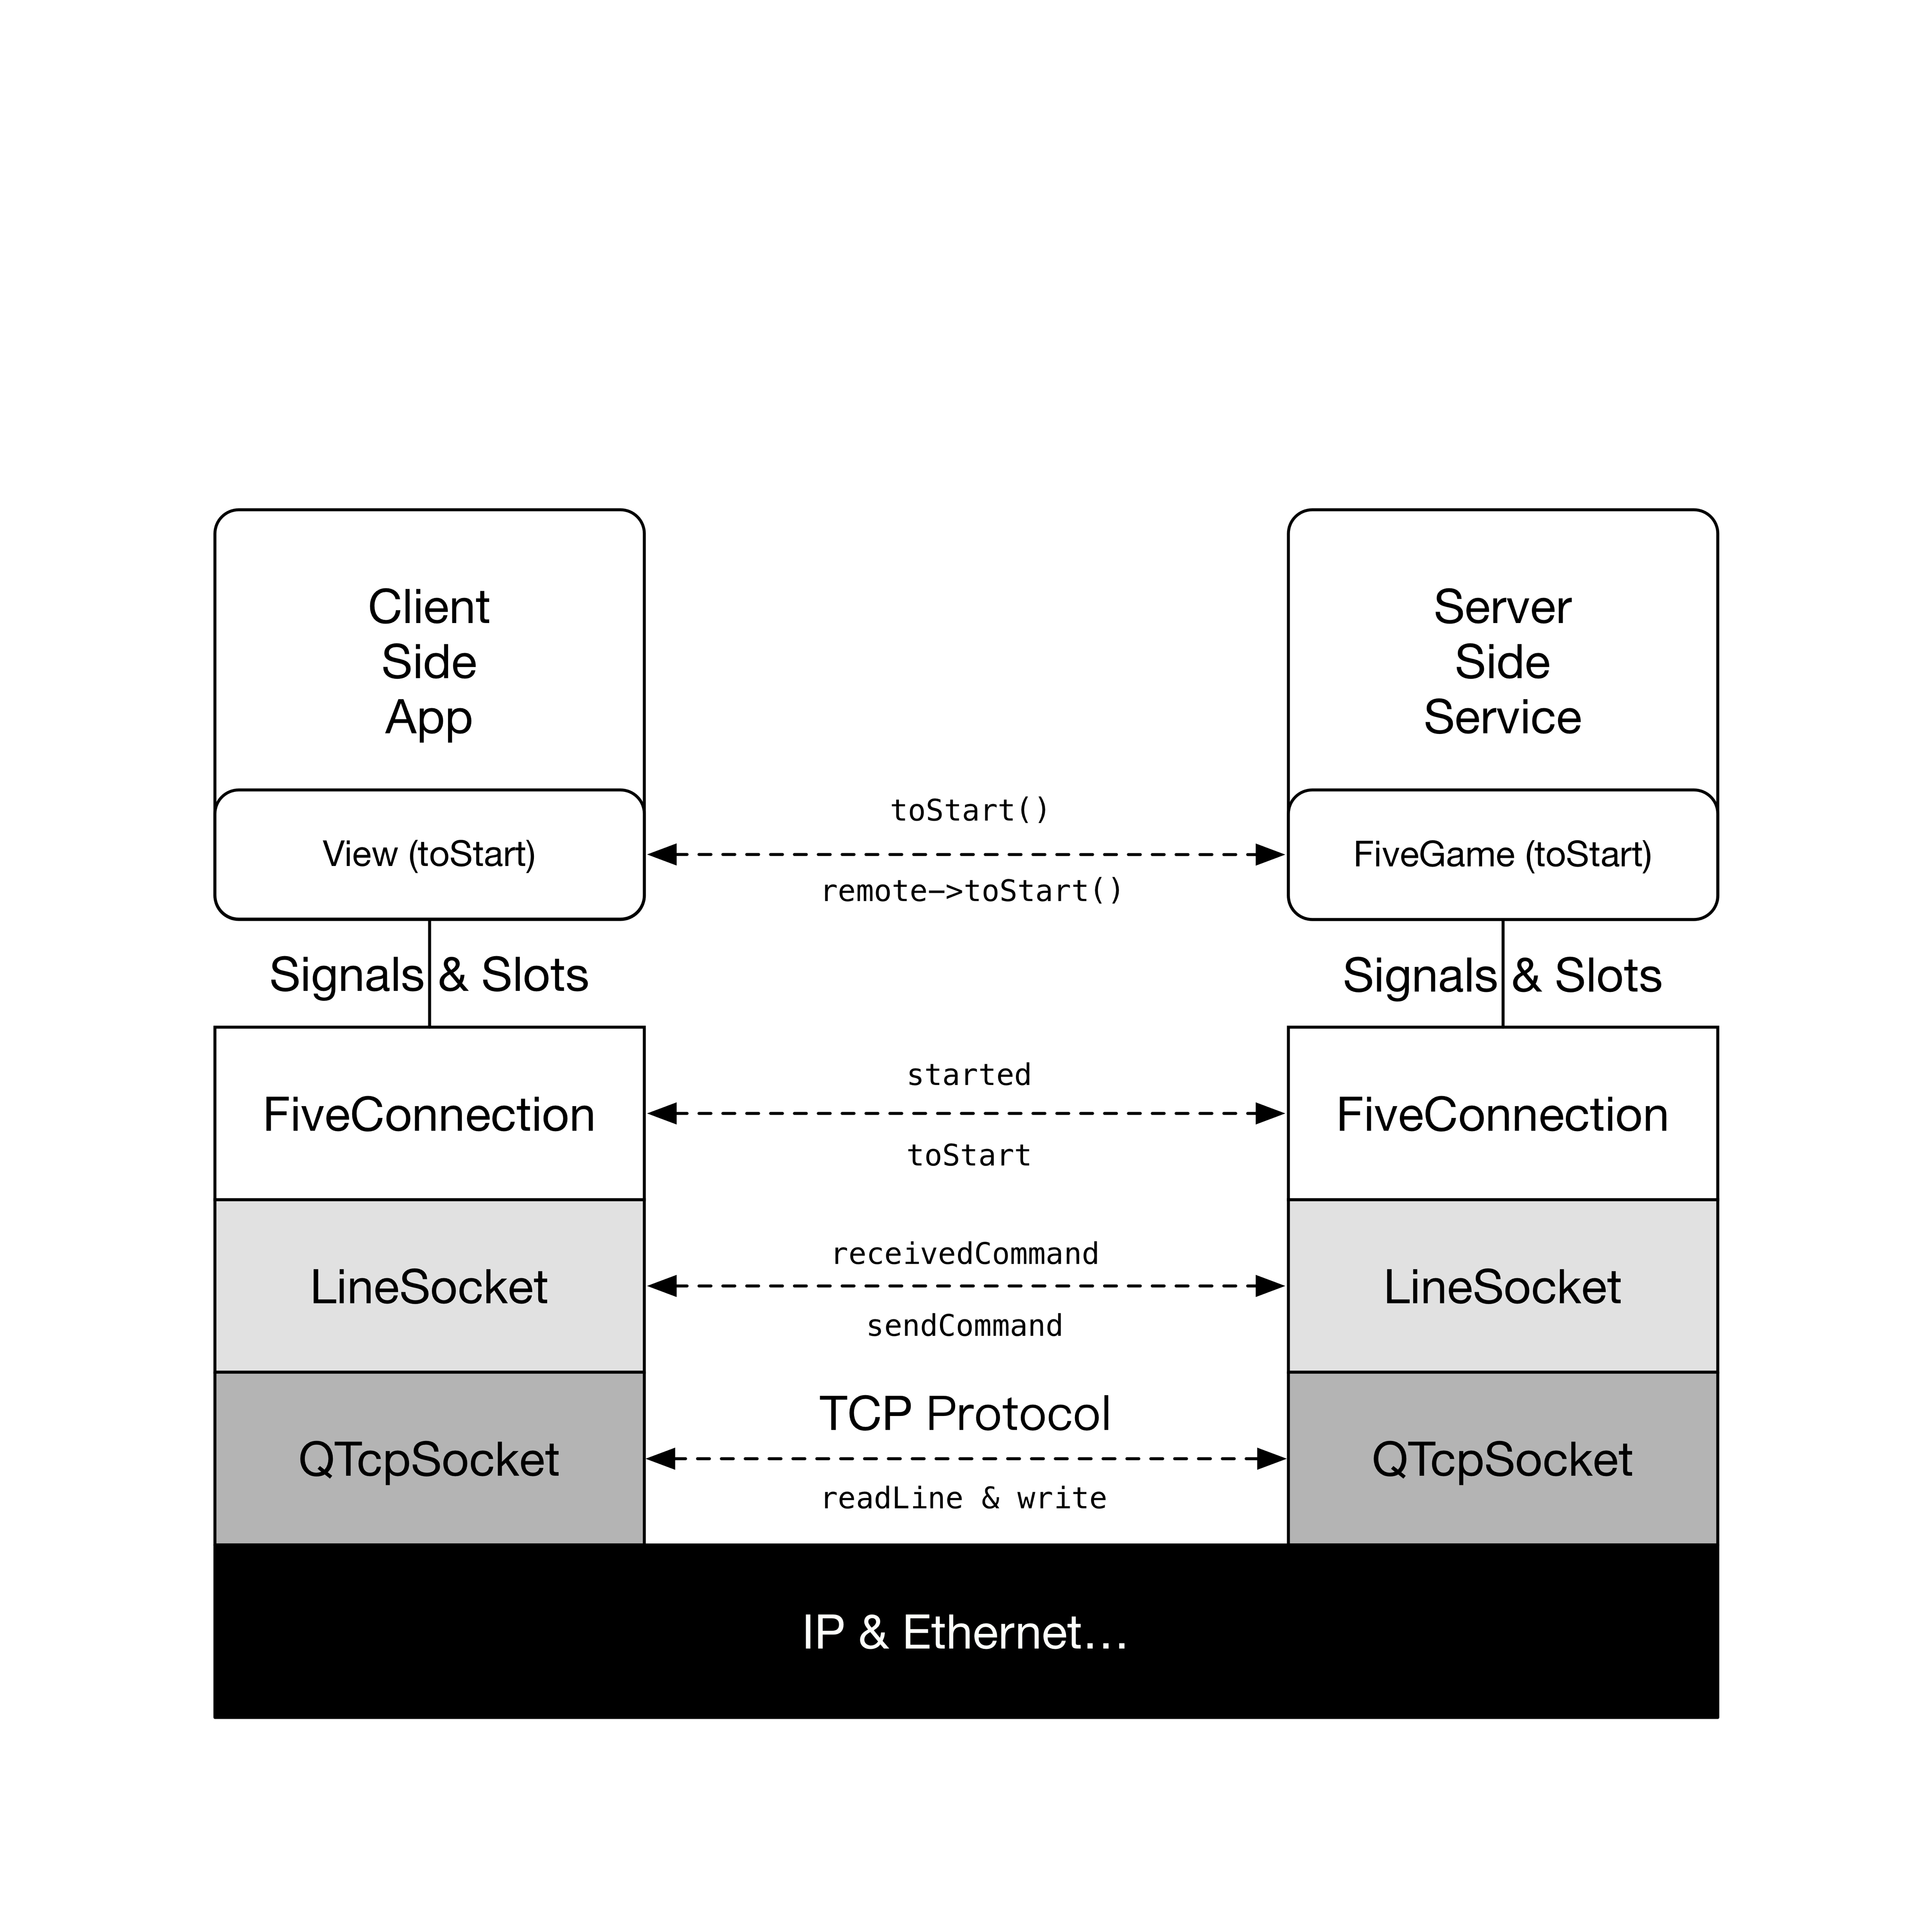 Client
Side
App
Server
Side
Service
toStart()
View (toStart)
FiveGame (toStart)
remote->toStart()
Signals & Slots
Signals & Slots
started
FiveConnection
FiveConnection
toStart
receivedCommand
LineSocket
LineSocket
sendCommand
TCP Protocol
QTcpSocket
QTcpSocket
readLine & write
IP & Ethernet…